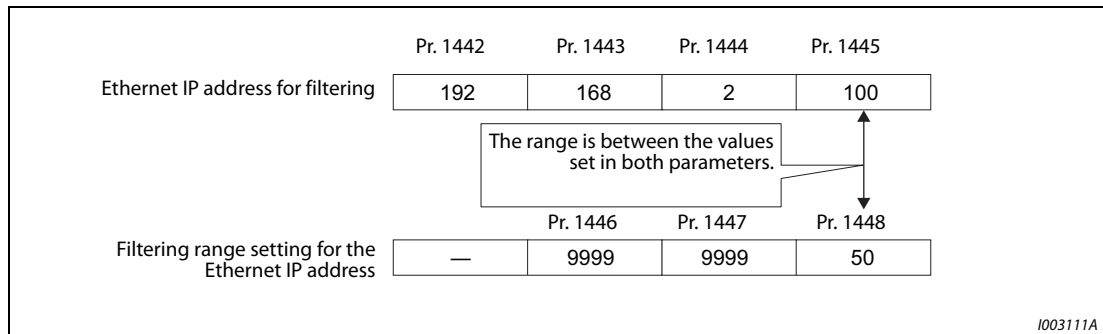 Pr. 1442 Pr. 1443 Pr. 1444 Pr. 1445
Ethernet IP address for filtering 192 168 2 100
The range is between the values
set in both parameters.
Pr. 1446 Pr. 1447 Pr. 1448
Filtering range setting for the
Ethernet IP address
— 9999 9999 50
I003111A